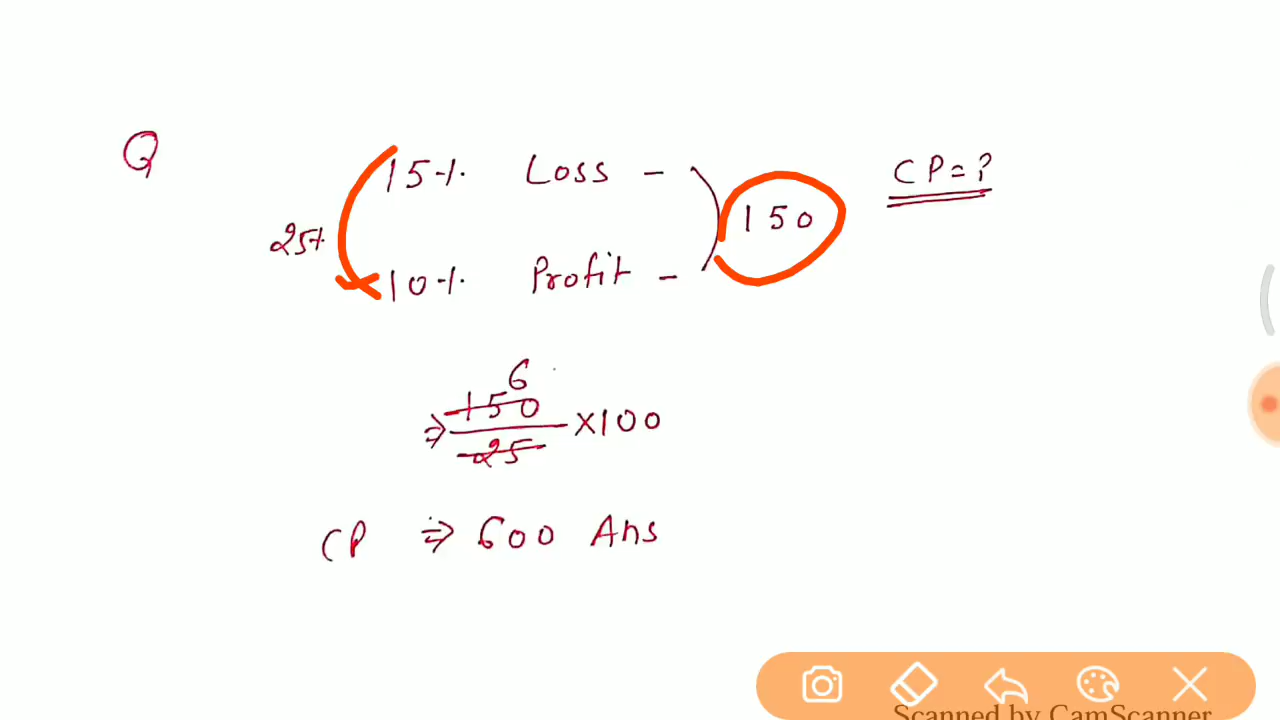 Q
15% Loss -
150
CP=?
25%
10% Profit -
6
150
⇒ ×100
25
CP ⇒ 600 Ans
Scanned by CamScanner